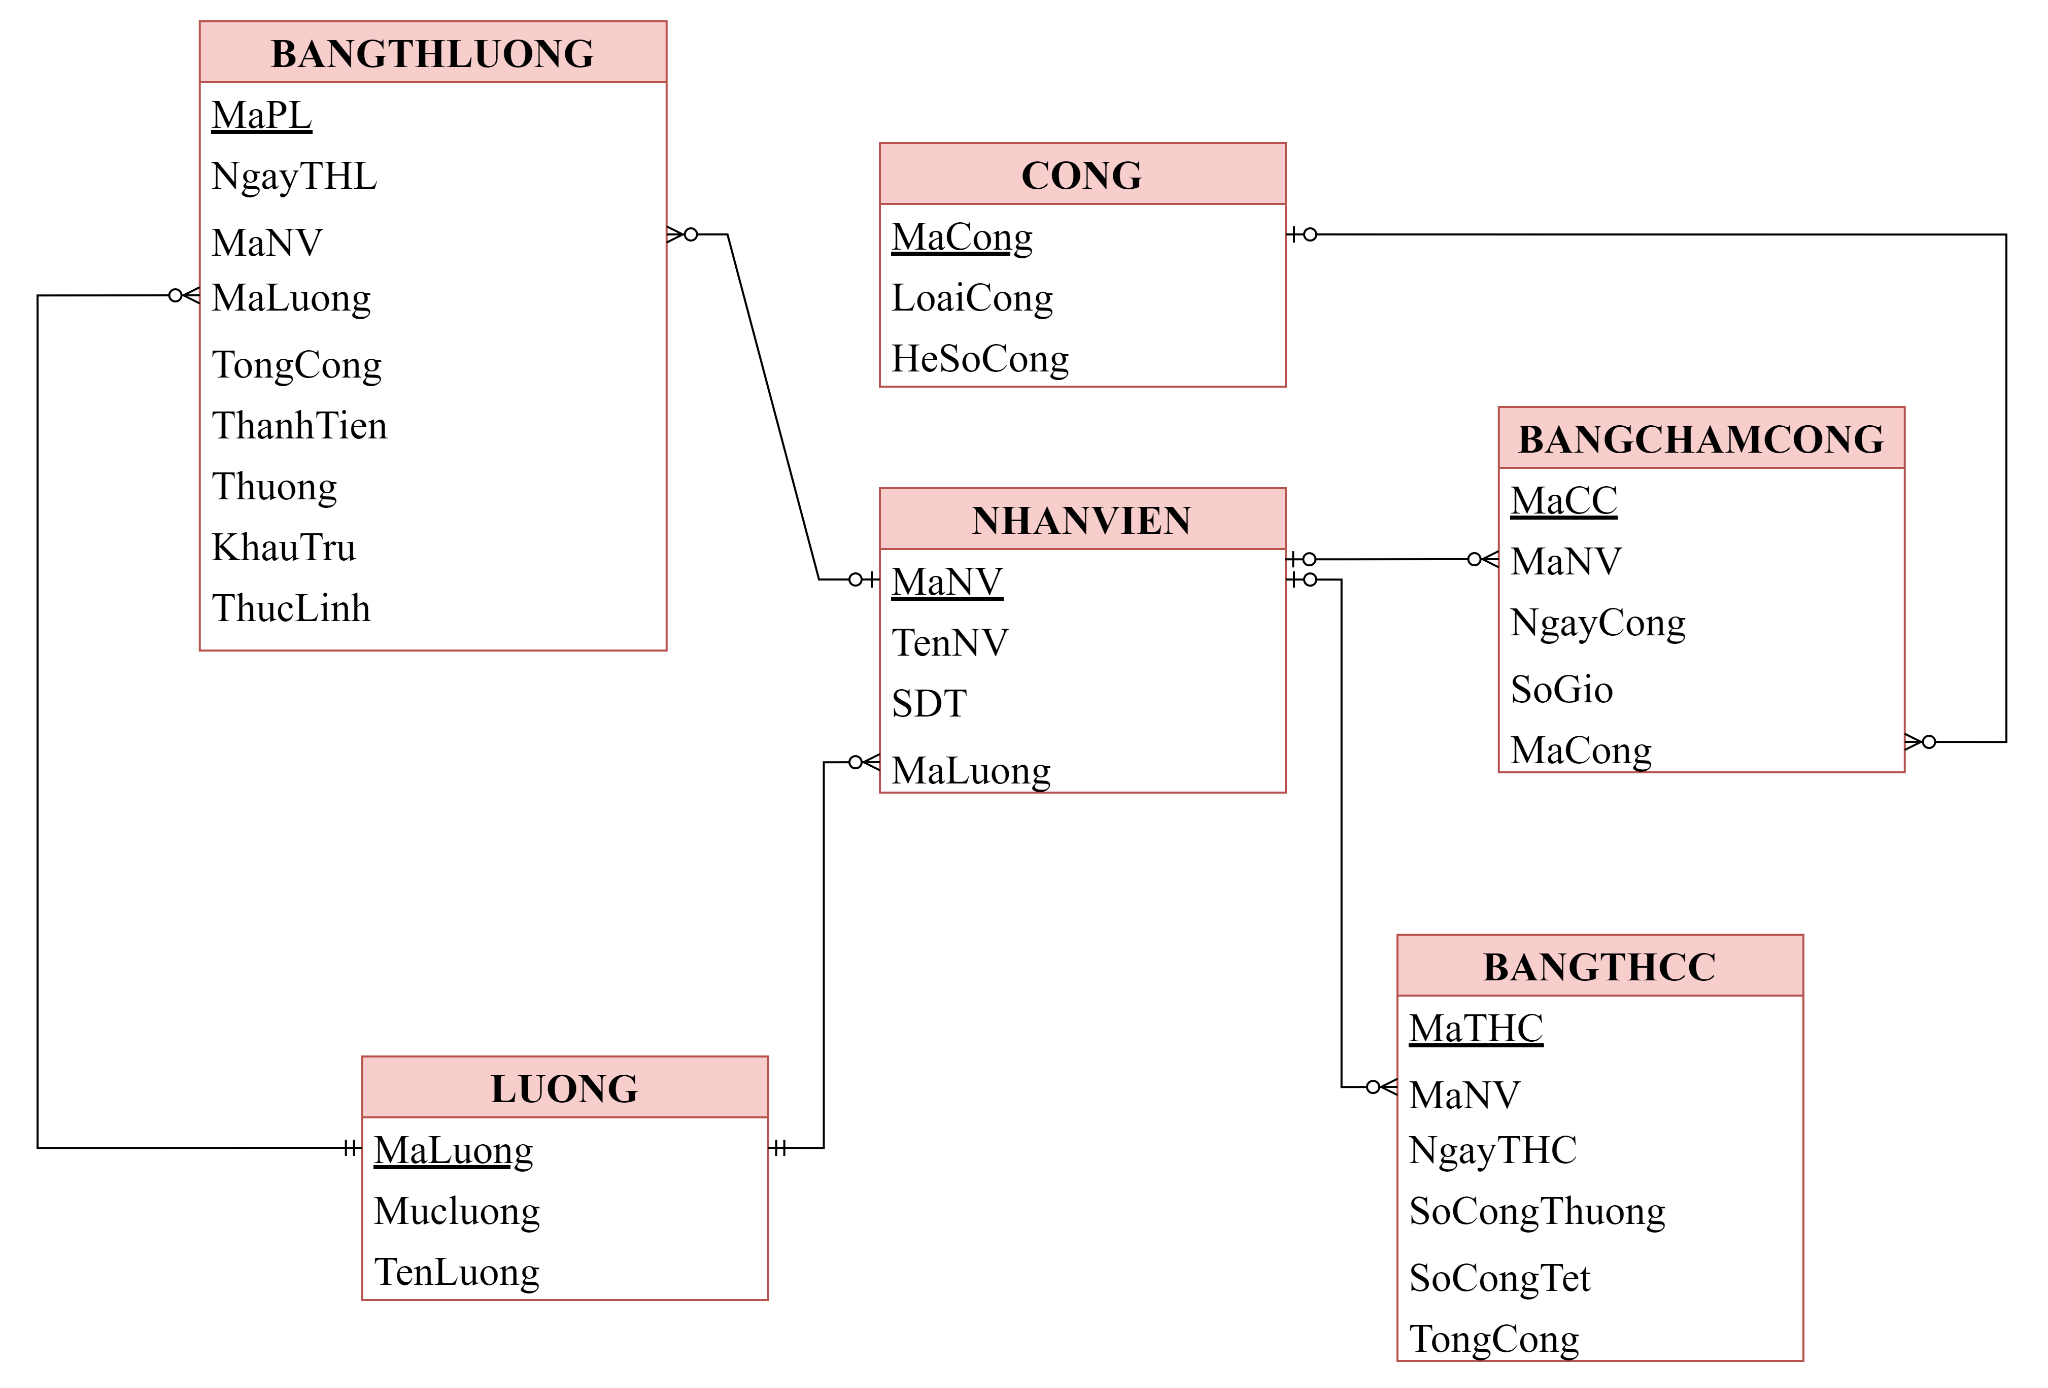 BANGTHLUONG
MaPL
NgayTHL
MaNV
MaLuong
TongCong
ThanhTien
Thuong
KhauTru
ThucLinh
CONG
MaCong
LoaiCong
HeSoCong
BANGCHAMCONG
MaCC
MaNV
NgayCong
SoGio
MaCong
NHANVIEN
MaNV
TenNV
SDT
MaLuong
BANGTHCC
MaTHC
MaNV
NgayTHC
SoCongThuong
SoCongTet
TongCong
LUONG
MaLuong
Mucluong
TenLuong